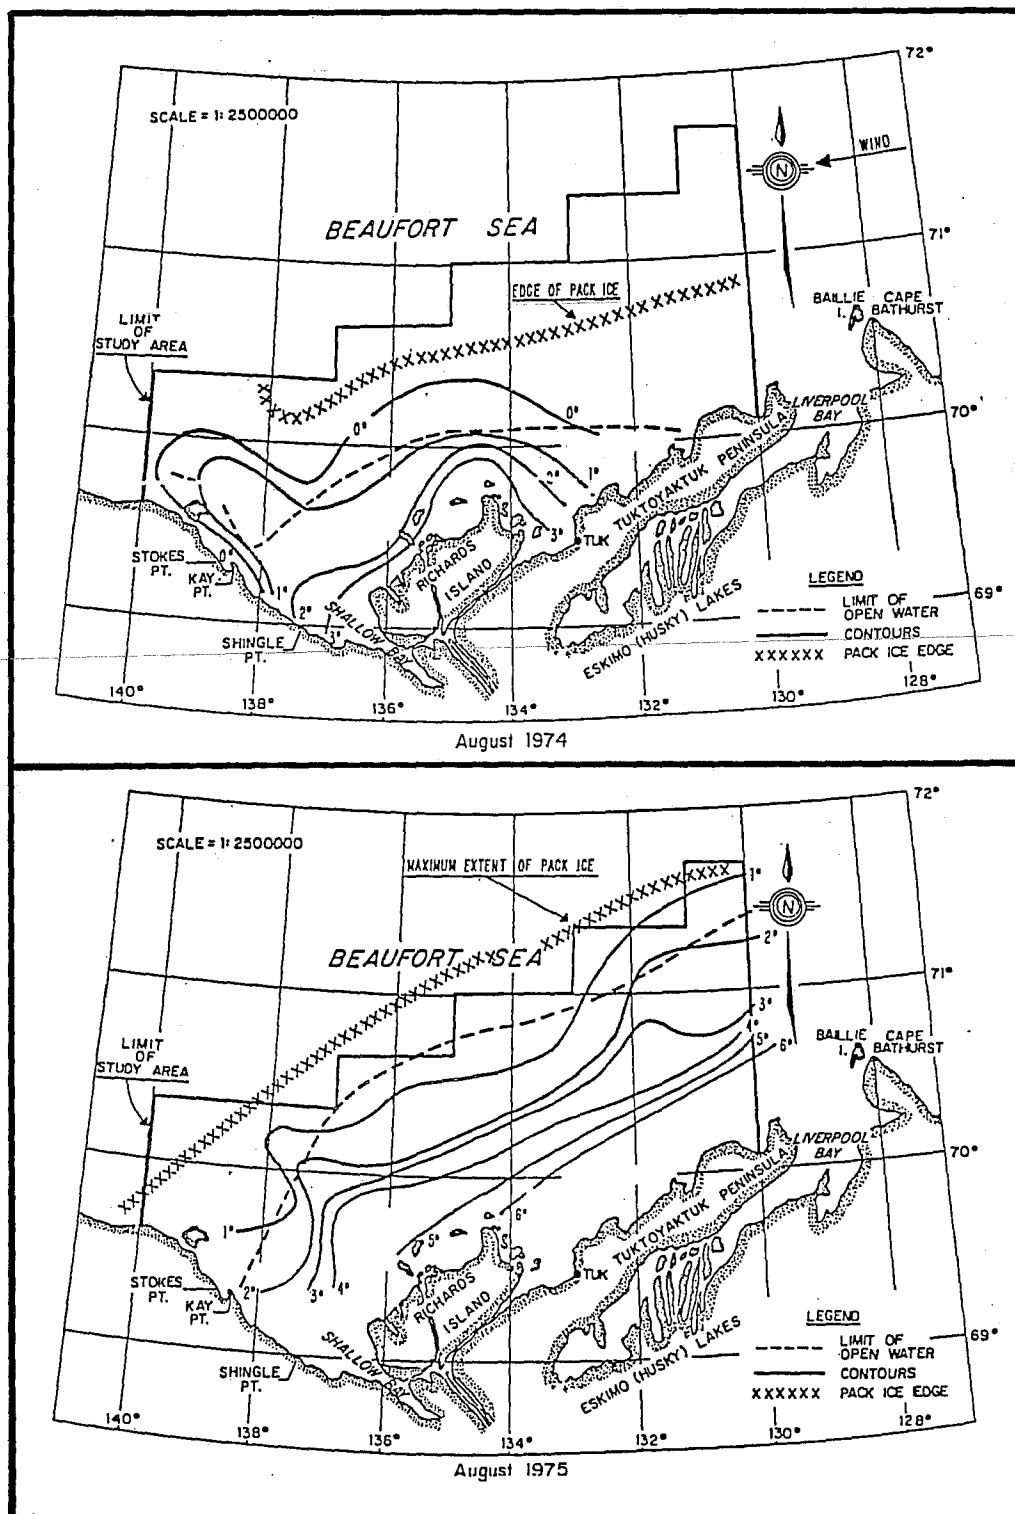 72°
SCALE = 1: 2500000
WIND
N
BEAUFORT SEA
71°
EDGE OF PACK ICE
BAILLIE I.
CAPE BATHURST
LIMIT
OF
STUDY AREA
LIVERPOOL
BAY
70°
0°
0°
TUKTOYAKTUK PENINSULA
2°
1°
3°
TUK
STOKES
PT.
0°
KAY
PT.
1°
2°
3°
RICHARDS
ISLAND
SHALLOW BAY
SHINGLE
PT.
ESKIMO (HUSKY) LAKES
LEGEND
LIMIT OF
OPEN WATER
CONTOURS
XXXXXX PACK ICE EDGE
69°
140°
138°
136°
134°
132°
130°
128°
August 1974
72°
SCALE = 1: 2500000
MAXIMUM EXTENT OF PACK ICE
1°
N
2°
BEAUFORT SEA
71°
3°
4°
5°
6°
BAILLIE I.
CAPE BATHURST
LIMIT
OF
STUDY AREA
LIVERPOOL
BAY
70°
TUKTOYAKTUK PENINSULA
1°
6°
5°
TUK
STOKES
PT.
KAY
PT.
2°
3°
4°
RICHARDS
ISLAND
SHALLOW BAY
SHINGLE
PT.
ESKIMO (HUSKY) LAKES
LEGEND
LIMIT OF
OPEN WATER
CONTOURS
XXXXXX PACK ICE EDGE
69°
140°
138°
136°
134°
132°
130°
128°
August 1975